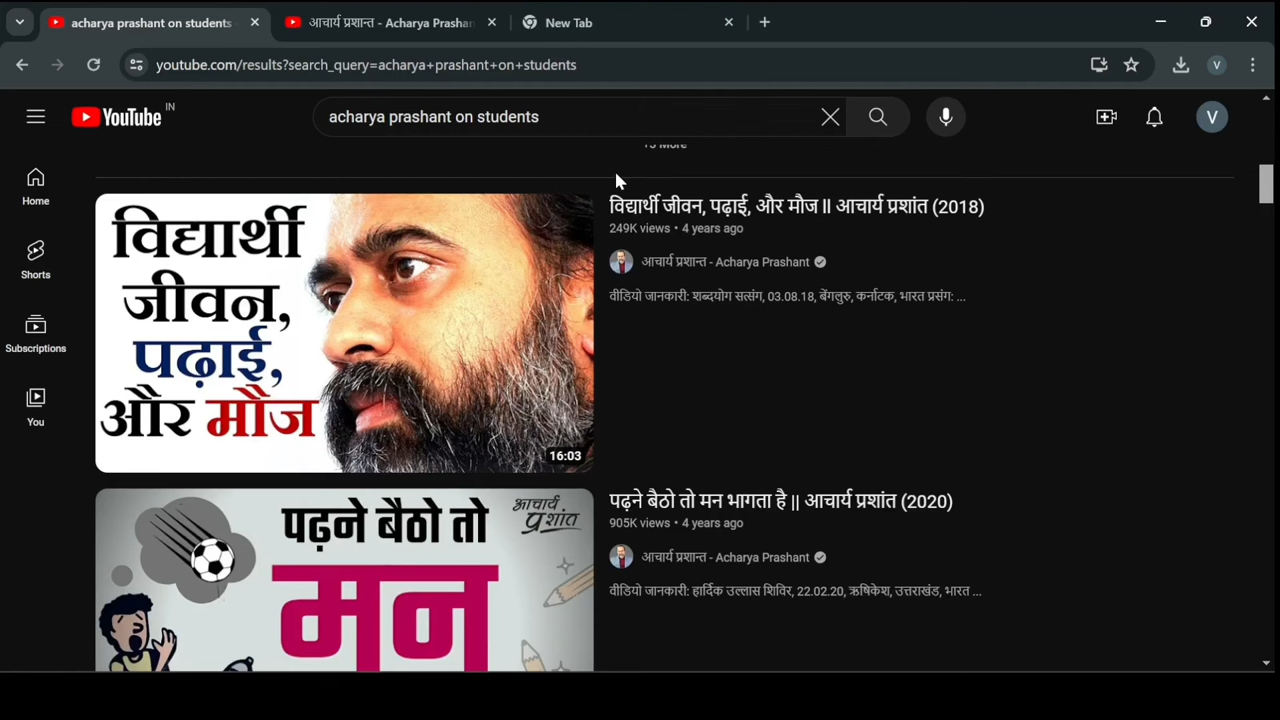 acharya prashant on students
आचार्य प्रशान्त - Acharya Prashan
New Tab
youtube.com/results?search_query=acharya+prashant+on+students
V
YouTube IN
acharya prashant on students
V
Home
Shorts
Subscriptions
You
विद्यार्थी
जीवन,
पढ़ाई,
और मौज
16:03
विद्यार्थी जीवन, पढ़ाई, और मौज || आचार्य प्रशांत (2018)
249K views • 4 years ago
आचार्य प्रशान्त - Acharya Prashant
वीडियो जानकारी: शब्दयोग सत्संग, 03.08.18, बेंगलुरु, कर्नाटक, भारत प्रसंग: ...
पढ़ने बैठो तो
आचार्य
प्रशांत
मन
पढ़ने बैठो तो मन भागता है || आचार्य प्रशांत (2020)
905K views • 4 years ago
आचार्य प्रशान्त - Acharya Prashant
वीडियो जानकारी: हार्दिक उल्लास शिविर, 22.02.20, ऋषिकेश, उत्तराखंड, भारत ...